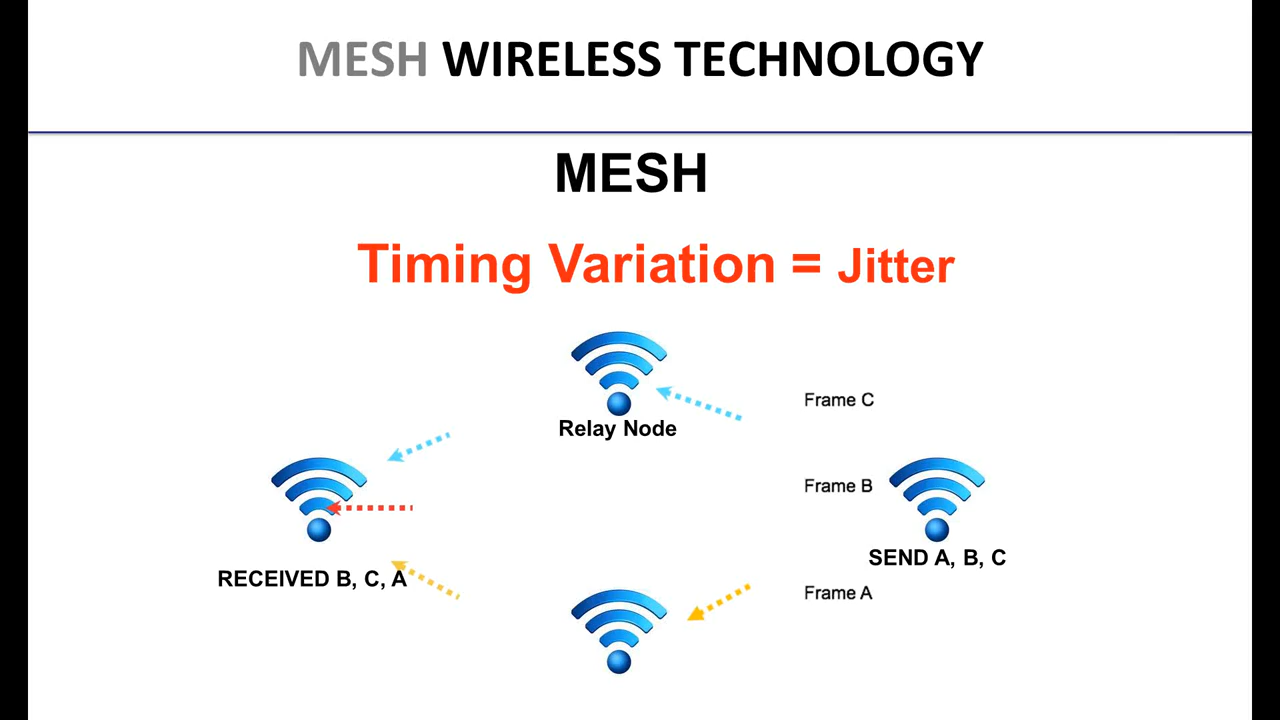 MESH WIRELESS TECHNOLOGY
MESH
Timing Variation = Jitter
Frame C
Relay Node
Frame B
SEND A, B, C
RECEIVED B, C, A
Frame A